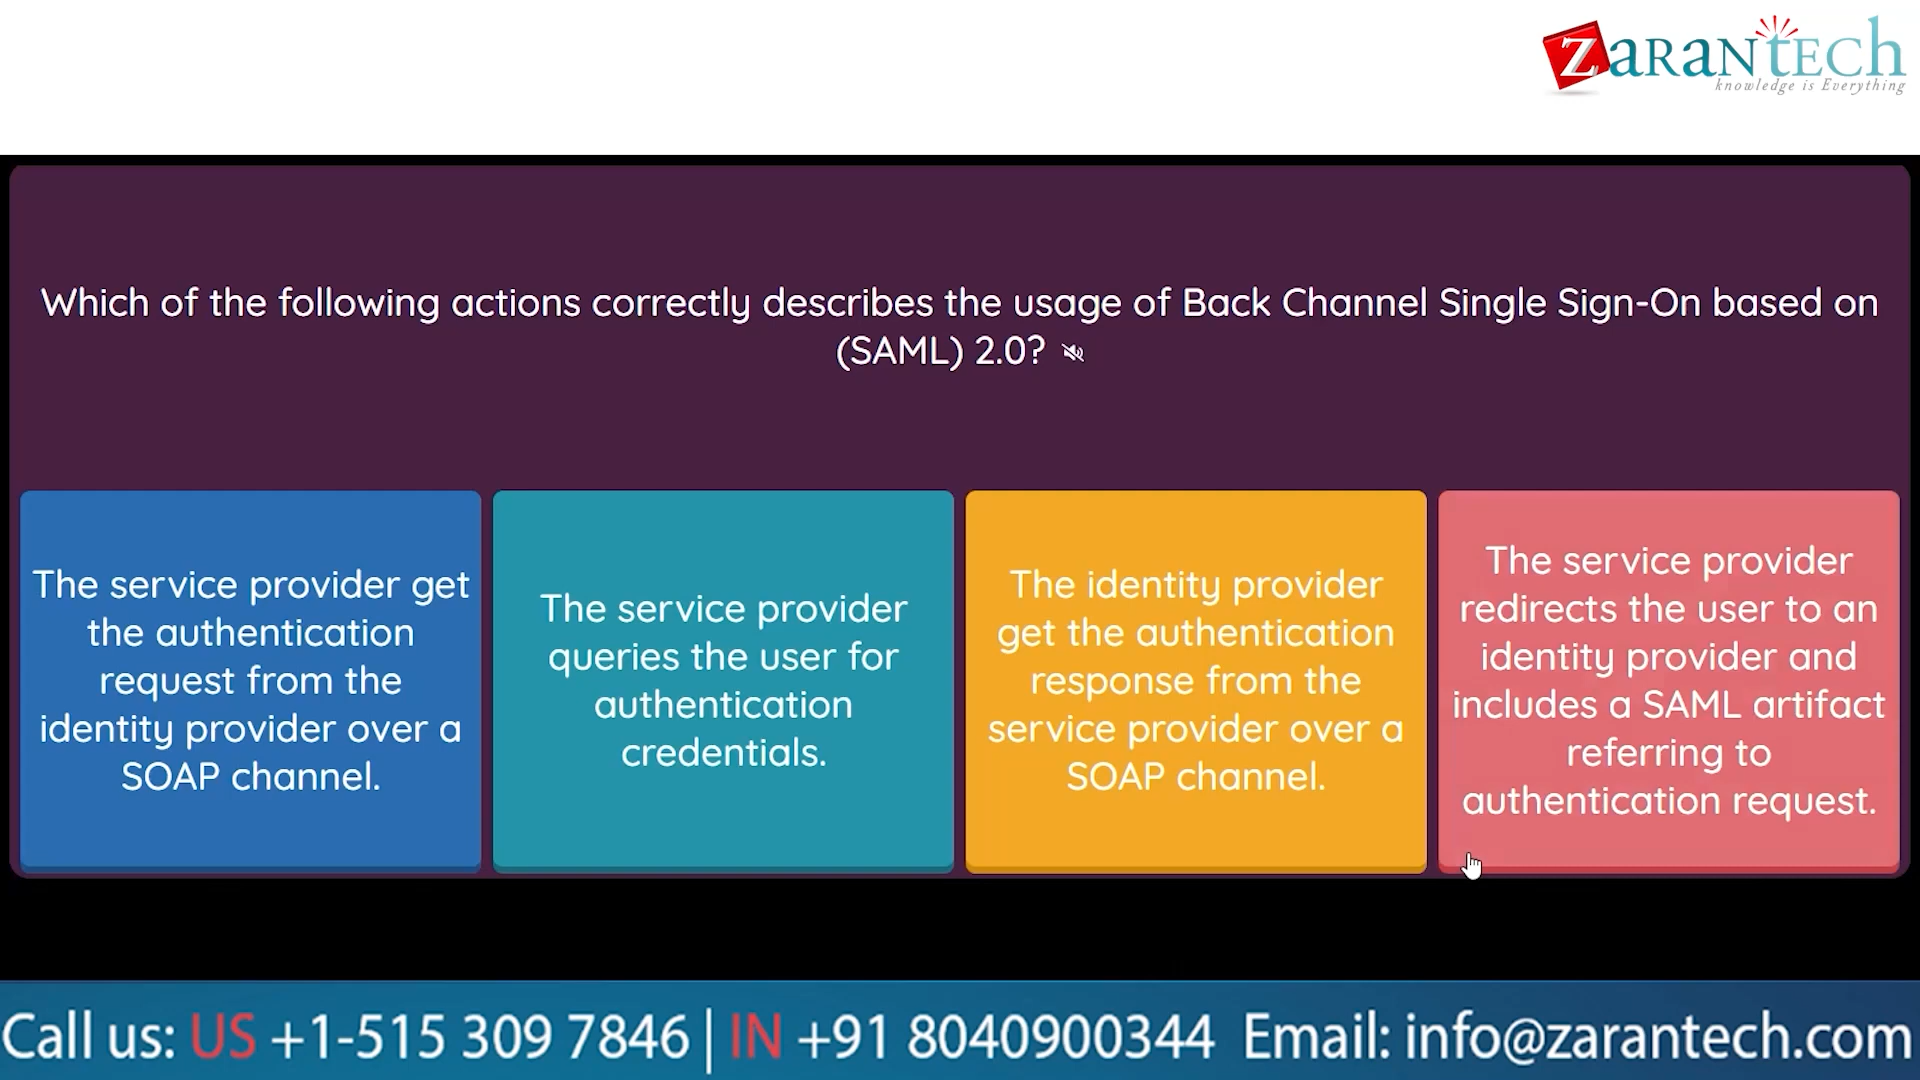 ZARANTECH
knowledge is Everything
Which of the following actions correctly describes the usage of Back Channel Single Sign-On based on
(SAML) 2.0?
The service provider get
the authentication
request from the
identity provider over a
SOAP channel.
The service provider
queries the user for
authentication
credentials.
The identity provider
get the authentication
response from the
service provider over a
SOAP channel.
The service provider
redirects the user to an
identity provider and
includes a SAML artifact
referring to
authentication request.
Call us: US +1-515 309 7846 | IN +91 8040900344 Email: info@zarantech.com